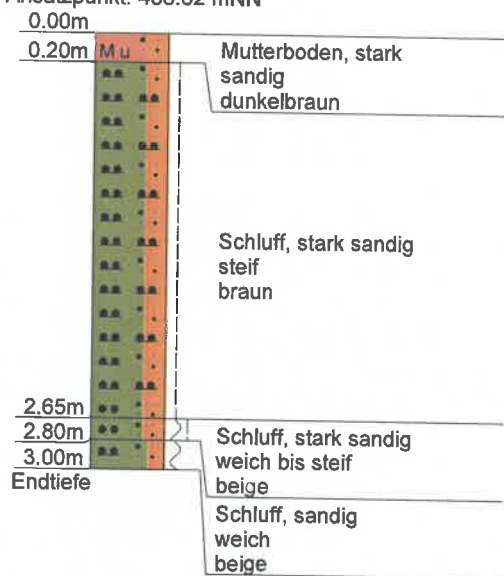 0.00m
0.20m
Mu
Mutterboden, stark
sandig
dunkelbraun
Schluff, stark sandig
steif
braun
2.65m
2.80m
3.00m
Endtiefe
Schluff, stark sandig
weich bis steif
beige
Schluff, sandig
weich
beige